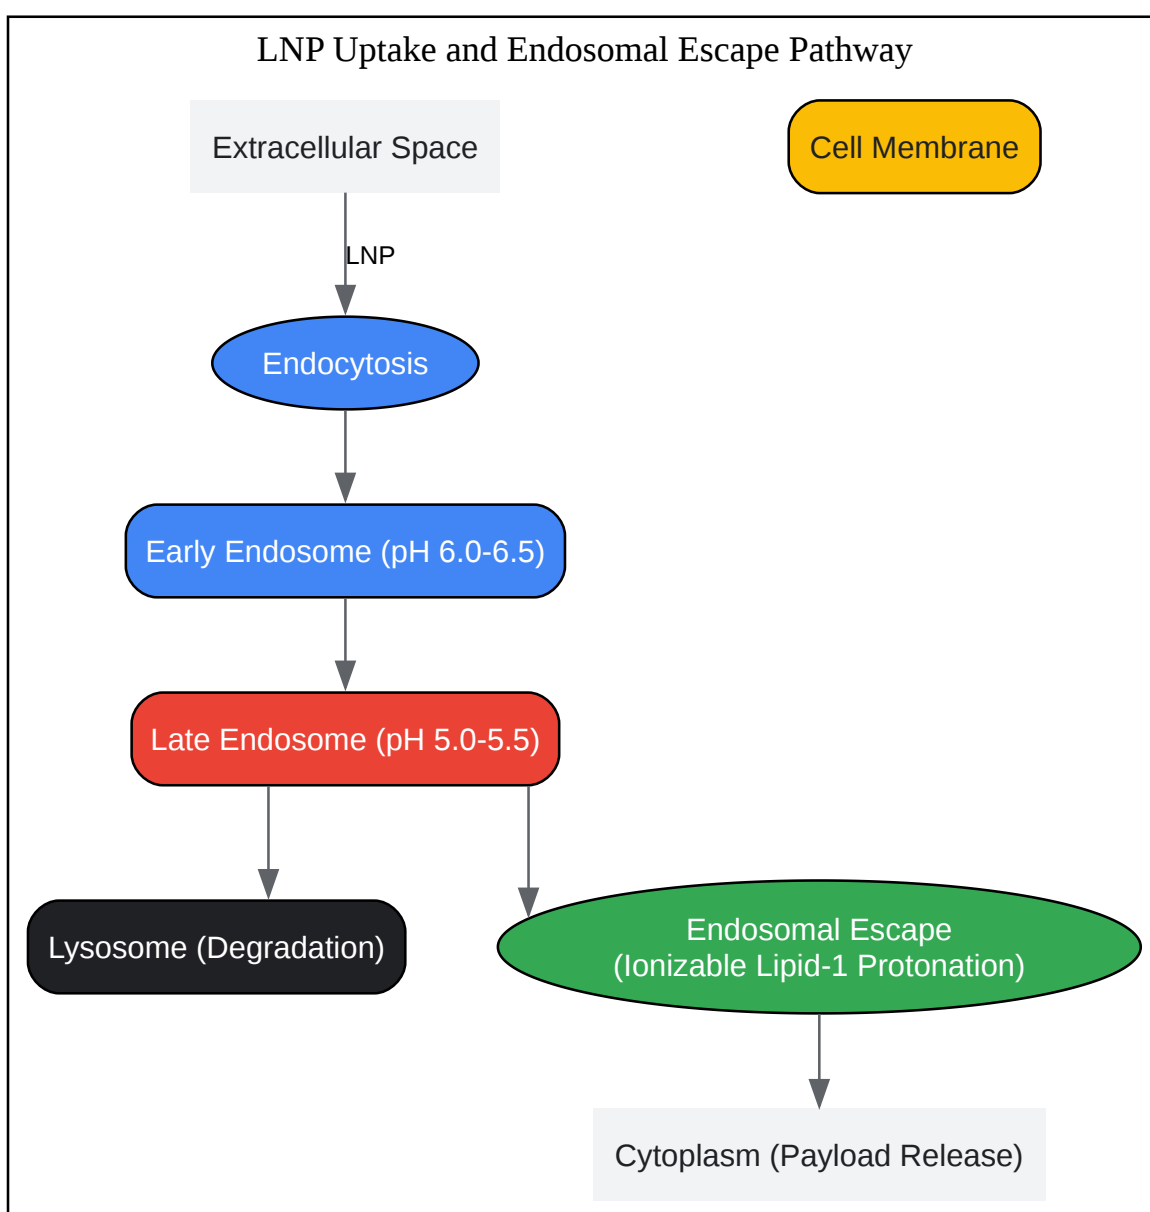 LNP Uptake and Endosomal Escape Pathway
Extracellular Space
Cell Membrane
LNP
Endocytosis
Early Endosome (pH 6.0-6.5)
Late Endosome (pH 5.0-5.5)
Lysosome (Degradation)
Endosomal Escape
(Ionizable Lipid-1 Protonation)
Cytoplasm (Payload Release)